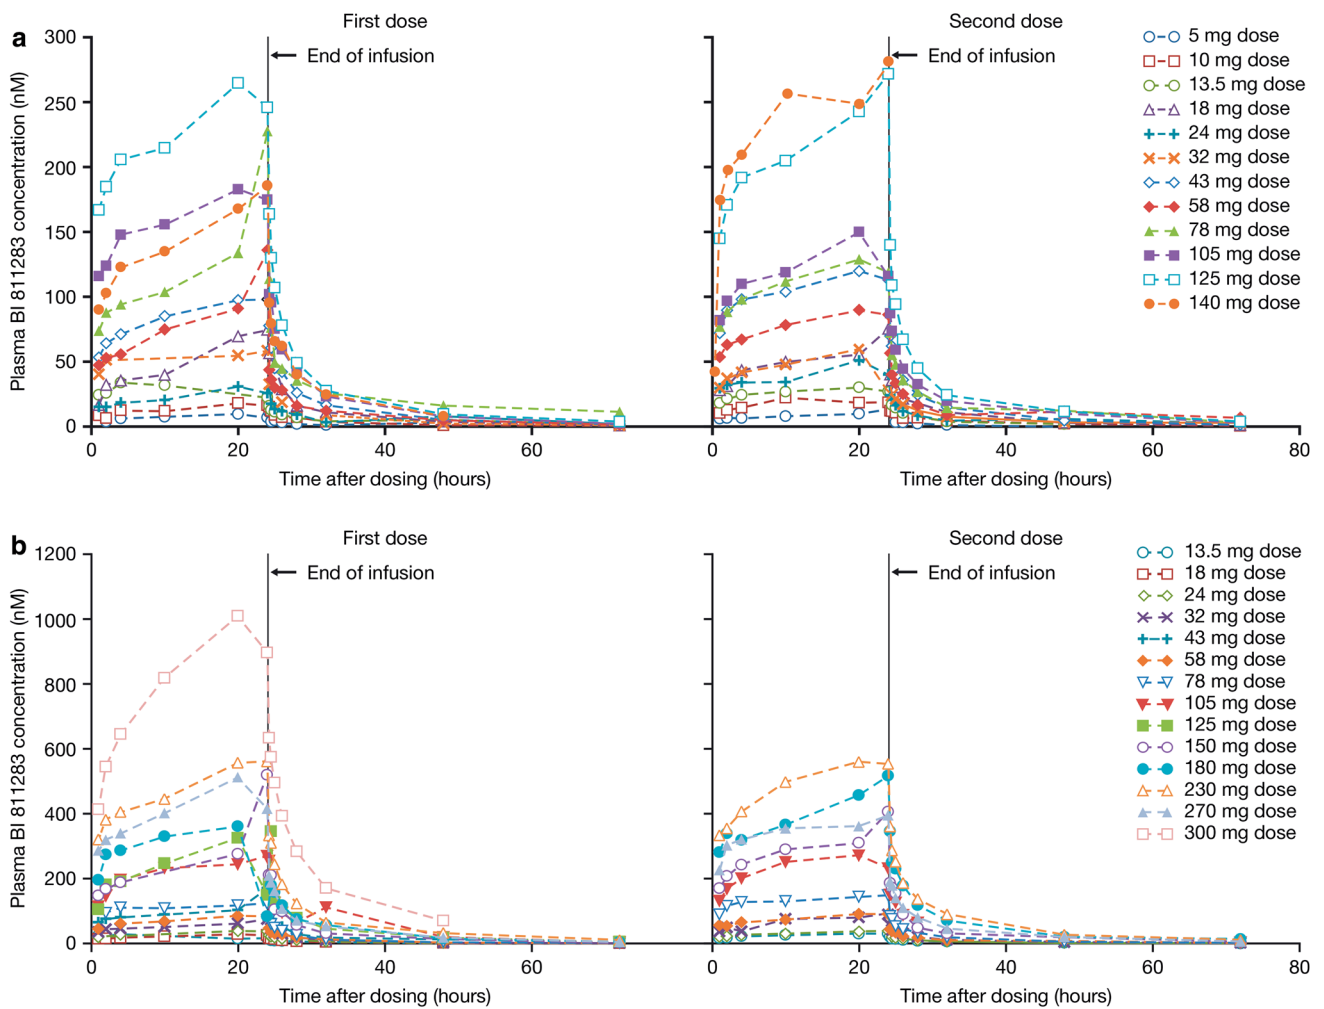 a
First dose
Second dose
300
250
200
150
100
50
0
Plasma BI 811283 concentration (nM)
End of infusion
End of infusion
0 20 40 60
0 20 40 60 80
Time after dosing (hours)
Time after dosing (hours)
5 mg dose
10 mg dose
13.5 mg dose
18 mg dose
24 mg dose
32 mg dose
43 mg dose
58 mg dose
78 mg dose
105 mg dose
125 mg dose
140 mg dose
b
First dose
Second dose
1200
1000
800
600
400
200
0
Plasma BI 811283 concentration (nM)
End of infusion
End of infusion
0 20 40 60
0 20 40 60 80
Time after dosing (hours)
Time after dosing (hours)
13.5 mg dose
18 mg dose
24 mg dose
32 mg dose
43 mg dose
58 mg dose
78 mg dose
105 mg dose
125 mg dose
150 mg dose
180 mg dose
230 mg dose
270 mg dose
300 mg dose